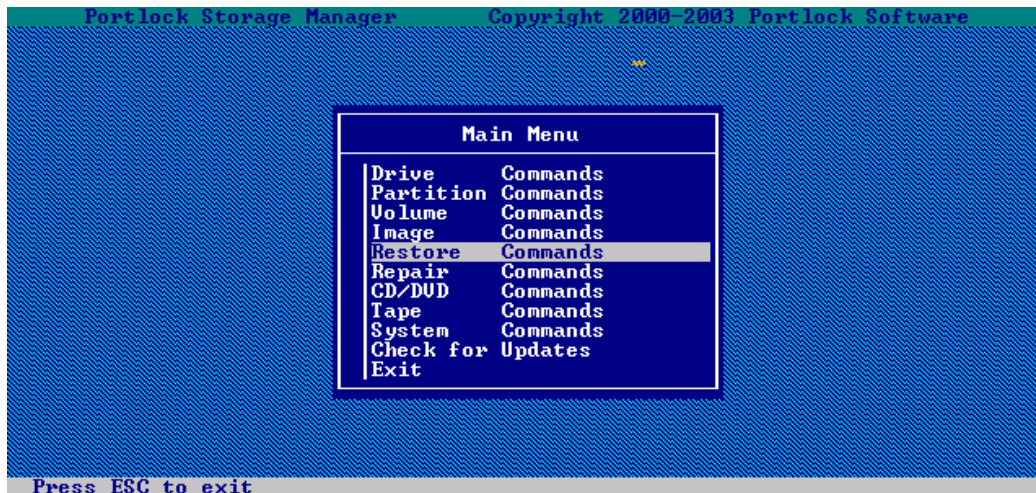 Portlock Storage Manager Copyright 2000-2003 Portlock Software
Main Menu
Drive Commands
Partition Commands
Volume Commands
Image Commands
Restore Commands
Repair Commands
CD/DVD Commands
Tape Commands
System Commands
Check for Updates
Exit
Press ESC to exit